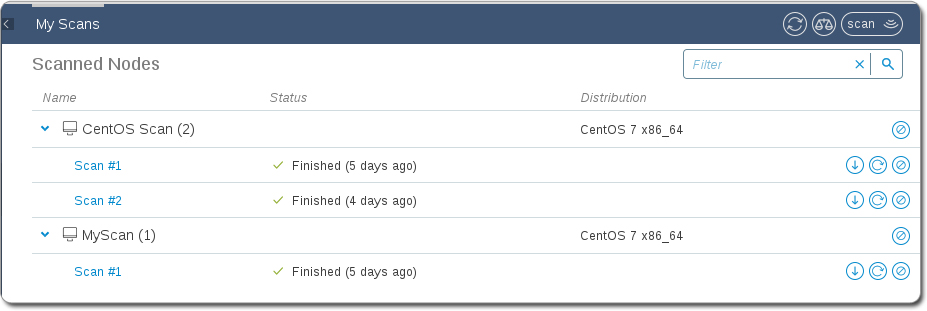 My Scans
scan
Scanned Nodes
Filter
Name Status Distribution
CentOS Scan (2) CentOS 7 x86_64
Scan #1 Finished (5 days ago)
Scan #2 Finished (4 days ago)
MyScan (1) CentOS 7 x86_64
Scan #1 Finished (5 days ago)